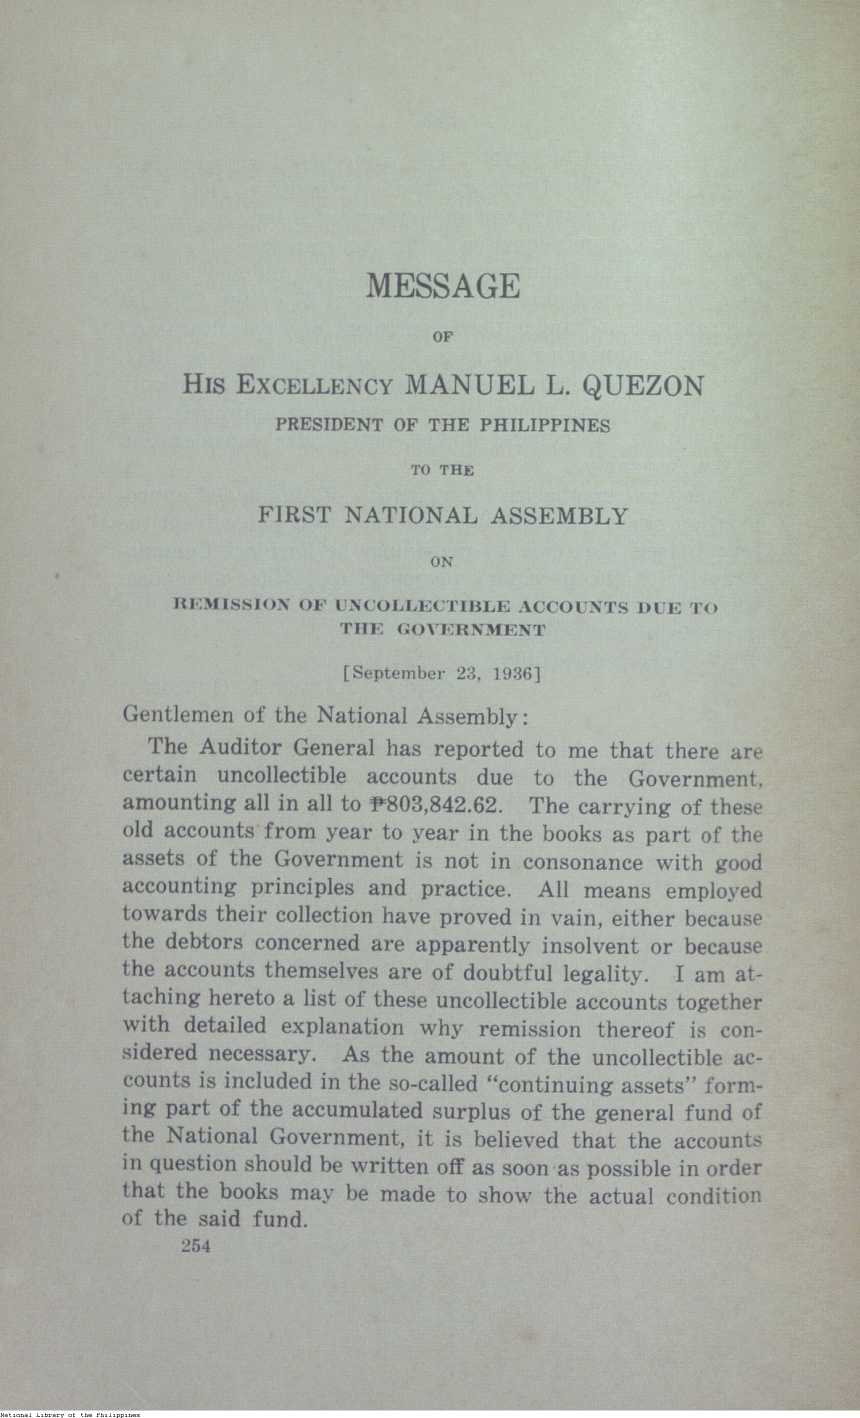 MESSAGE
OF
HIS EXCELLENCY MANUEL L. QUEZON
PRESIDENT OF THE PHILIPPINES
TO THE
FIRST NATIONAL ASSEMBLY
ON
REMISSION OF UNCOLLECTIBLE ACCOUNTS DUE TO
THE GOVERNMENT
[September 23, 1936]
Gentlemen of the National Assembly:
The Auditor General has reported to me that there are
certain uncollectible accounts due to the Government,
amounting all in all to ₱803,842.62. The carrying of these
old accounts from year to year in the books as part of the
assets of the Government is not in consonance with good
accounting principles and practice. All means employed
towards their collection have proved in vain, either because
the debtors concerned are apparently insolvent or because
the accounts themselves are of doubtful legality. I am at-
taching hereto a list of these uncollectible accounts together
with detailed explanation why remission thereof is con-
sidered necessary. As the amount of the uncollectible ac-
counts is included in the so-called “continuing assets” form-
ing part of the accumulated surplus of the general fund of
the National Government, it is believed that the accounts
in question should be written off as soon as possible in order
that the books may be made to show the actual condition
of the said fund.
254
National Library of the Philippines